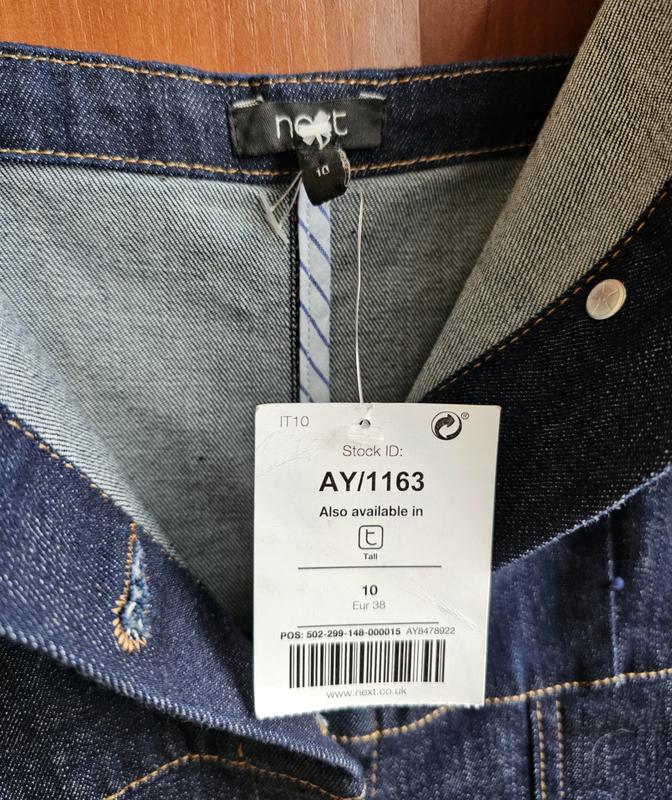 next
10
IT10
®
Stock ID:
AY/1163
Also available in
t
Tall
10
Eur 38
POS: 502-299-148-000015 AY8478922
www.next.co.uk